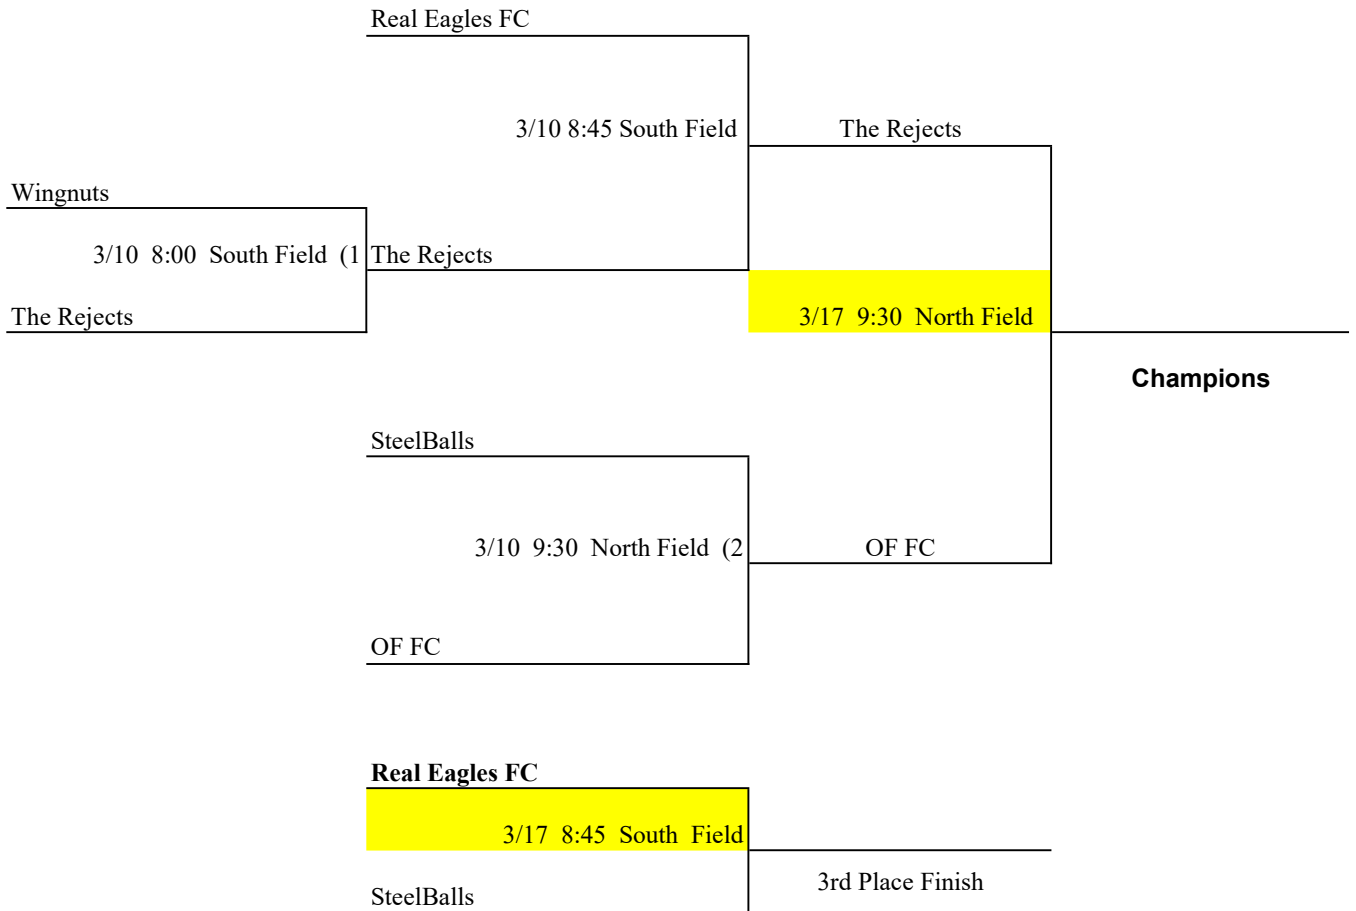 Real Eagles FC
3/10 8:45 South Field
The Rejects
Wingnuts
3/10 8:00 South Field (1
The Rejects
The Rejects
3/17 9:30 North Field
Champions
SteelBalls
3/10 9:30 North Field (2
OF FC
OF FC
Real Eagles FC
3/17 8:45 South Field
3rd Place Finish
SteelBalls